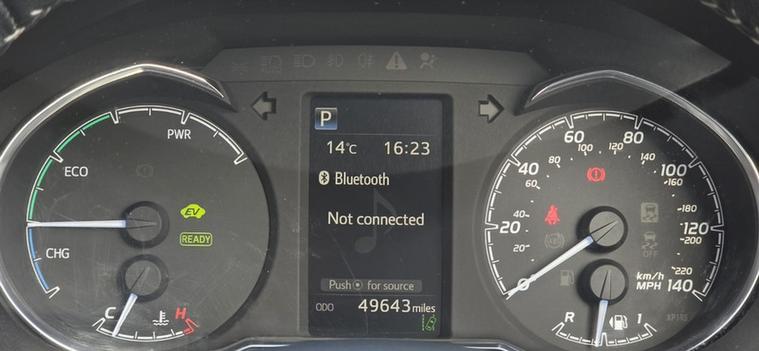 PWR
ECO
CHG
EV
READY
C
H
P
14°C 16:23
Bluetooth
Not connected
Push for source
ODO 49643 miles
0
20
40
60
80
100
120
140
20
40
60
80
100
120
140
160
180
200
220
km/h
MPH
OFF
R
1